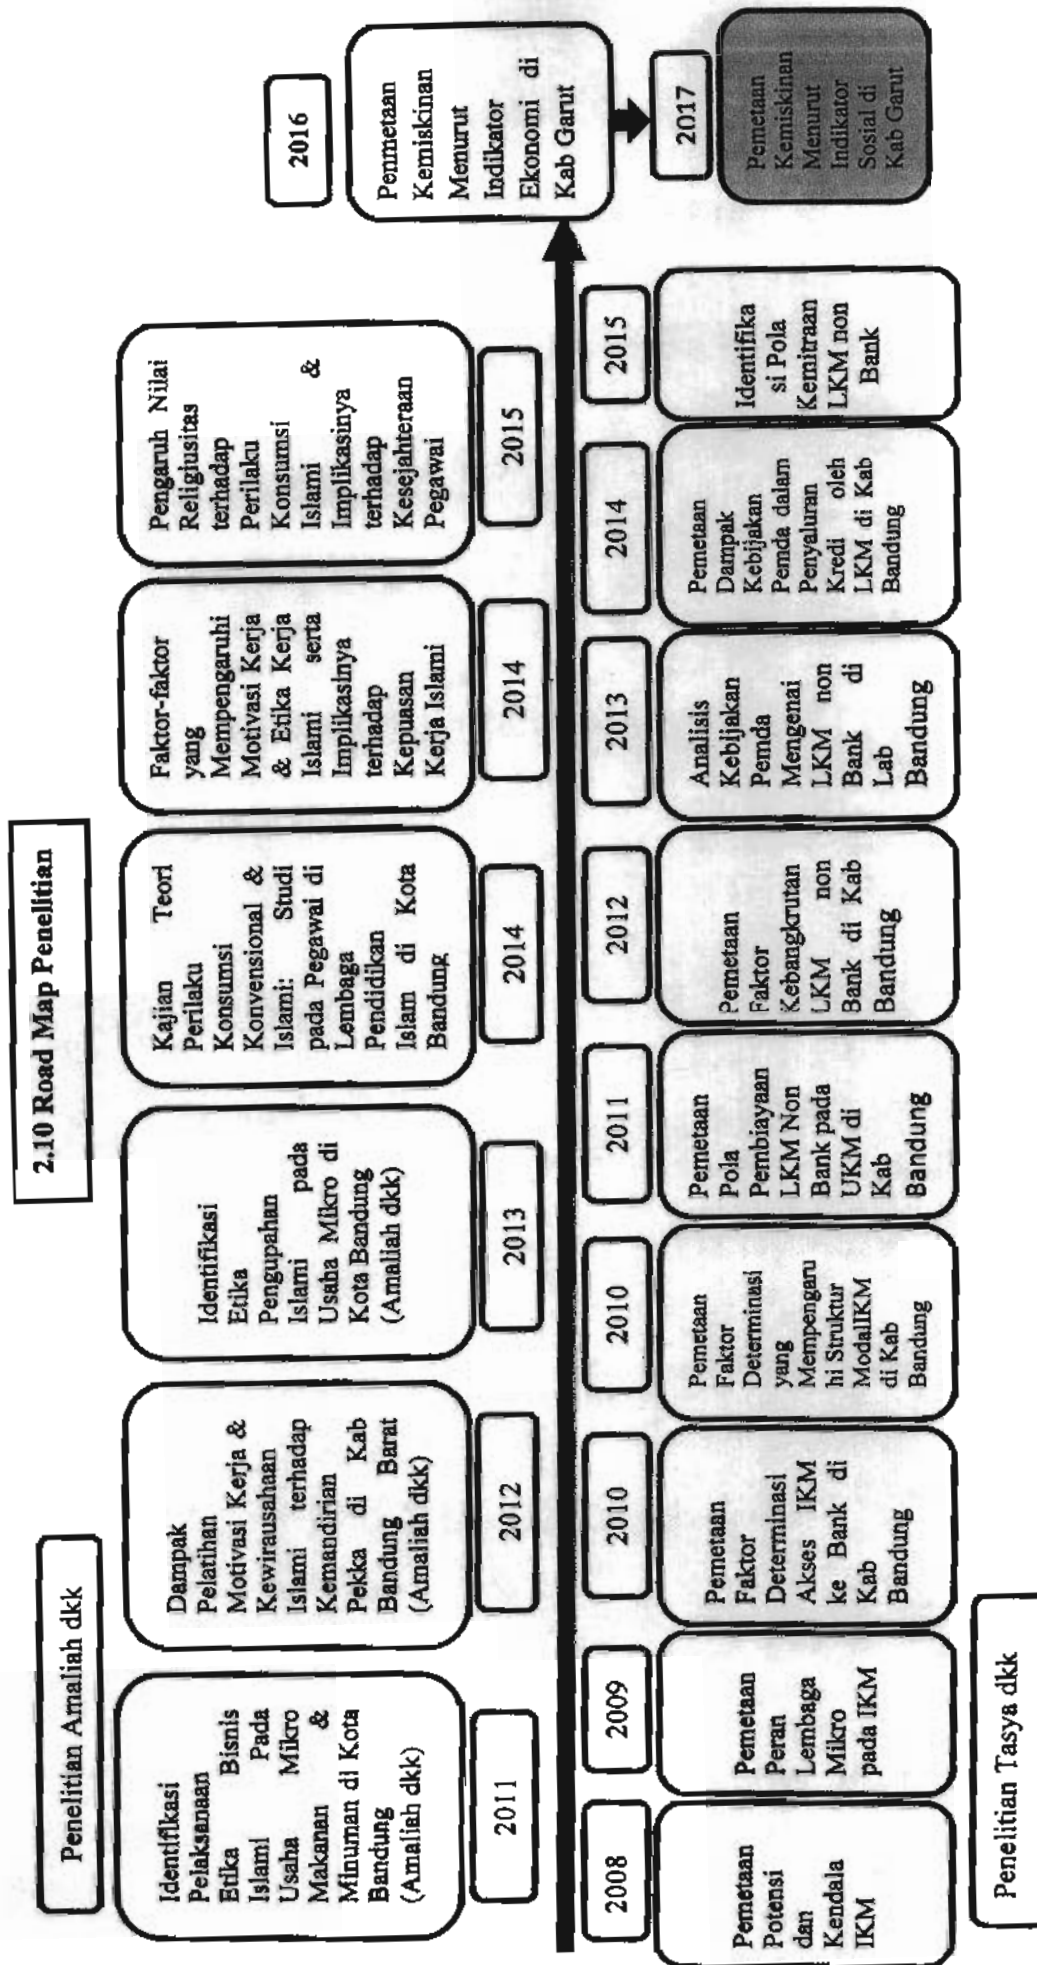 2.10 Road Map Penelitian
Penelitian Amaliah dkk
Identifikasi
Pelaksanaan
Etika Bisnis
Islami Pada
Usaha Mikro
Makanan &
Minuman di Kota
Bandung
(Amaliah dkk)
2011
Dampak
Pelatihan
Motivasi Kerja &
Kewirausahaan
Islami terhadap
Kemandirian
Pekka di Kab
Bandung Barat
(Amaliah dkk)
2012
Identifikasi
Etika
Pengupahan
Islami pada
Usaha Mikro di
Kota Bandung
(Amaliah dkk)
2013
Kajian Teori
Perilaku
Konsumsi
Konvensional &
Islami: Studi
pada Pegawai di
Lembaga
Pendidikan
Islam di Kota
Bandung
2014
Faktor-faktor
yang
Mempengaruhi
Motivasi Kerja
& Etika Kerja
Islami serta
Implikasinya
terhadap
Kepuasan
Kerja Islami
2014
Pengaruh Nilai
Religiusitas
terhadap
Perilaku
Konsumsi
Islami &
Implikasinya
terhadap
Kesejahteraan
Pegawai
2015
2016
Penmetaan
Kemiskinan
Menurut
Indikator
Ekonomi di
Kab Garut
2017
Pemetaan
Kemiskinan
Menurut
Indikator
Sosial di
Kab Garut
2008
Pemetaan
Potensi
dan
Kendala
IKM
2009
Pemetaan
Peran
Lembaga
Mikro
pada IKM
2010
Pemetaan
Faktor
Determinasi
Akses IKM
ke Bank di
Kab
Bandung
2010
Pemetaan
Faktor
Determinasi
yang
Mempengaru
hi Struktur
ModalIKM
di Kab
Bandung
2011
Pemetaan
Pola
Pembiayaan
LKM Non
Bank pada
UKM di
Kab
Bandung
2012
Pemetaan
Faktor
Kebangkrutan
LKM non
Bank di Kab
Bandung
2013
Analisis
Kebijakan
Pemda
Mengenai
LKM non
Bank di
Lab
Bandung
2014
Pemetaan
Dampak
Kebijakan
Pemda dalam
Penyaluran
Kredi oleh
LKM di Kab
Bandung
2015
Identifika
si Pola
Kemitraan
LKM non
Bank
Penelitian Tasya dkk